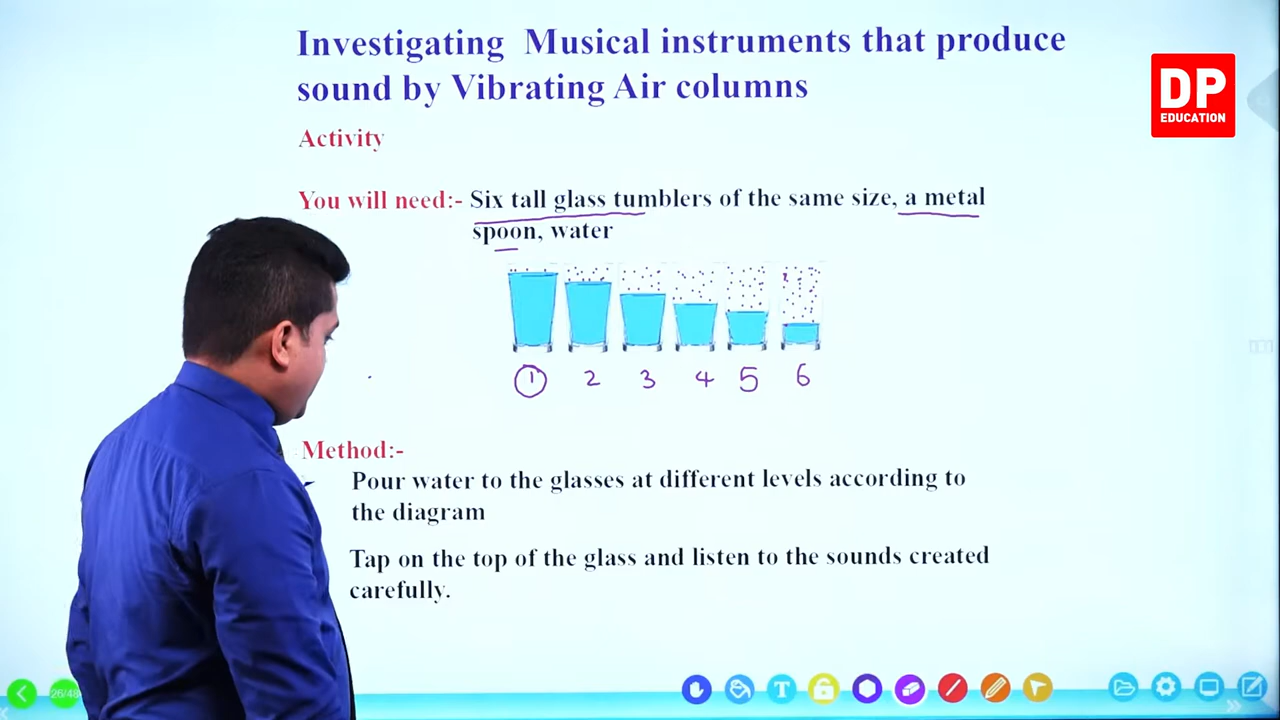 Investigating Musical instruments that produce
sound by Vibrating Air columns
DP
EDUCATION
Activity
You will need:- Six tall glass tumblers of the same size, a metal
spoon, water
1 2 3 4 5 6
Method:-
Pour water to the glasses at different levels according to
the diagram
Tap on the top of the glass and listen to the sounds created
carefully.
26/48
T